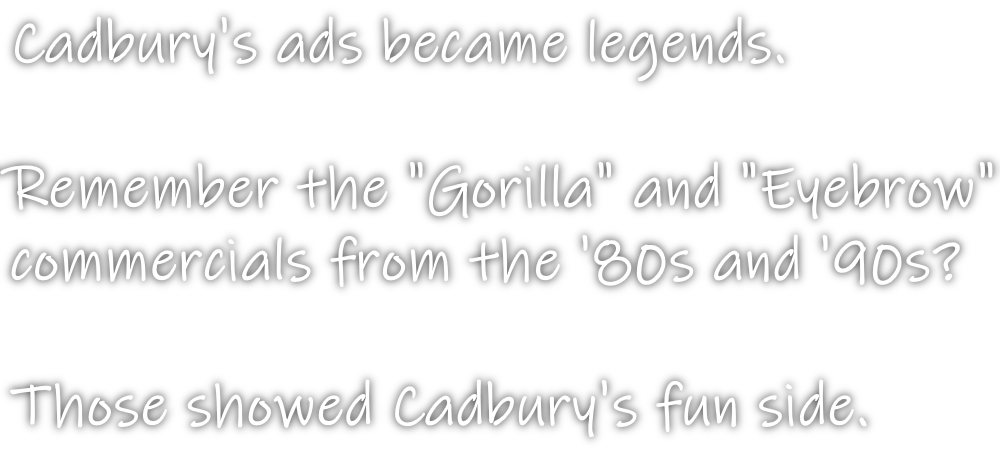 Cadbury's ads became legends.
Remember the "Gorilla" and "Eyebrow"
commercials from the '80s and '90s?
Those showed Cadbury's fun side.